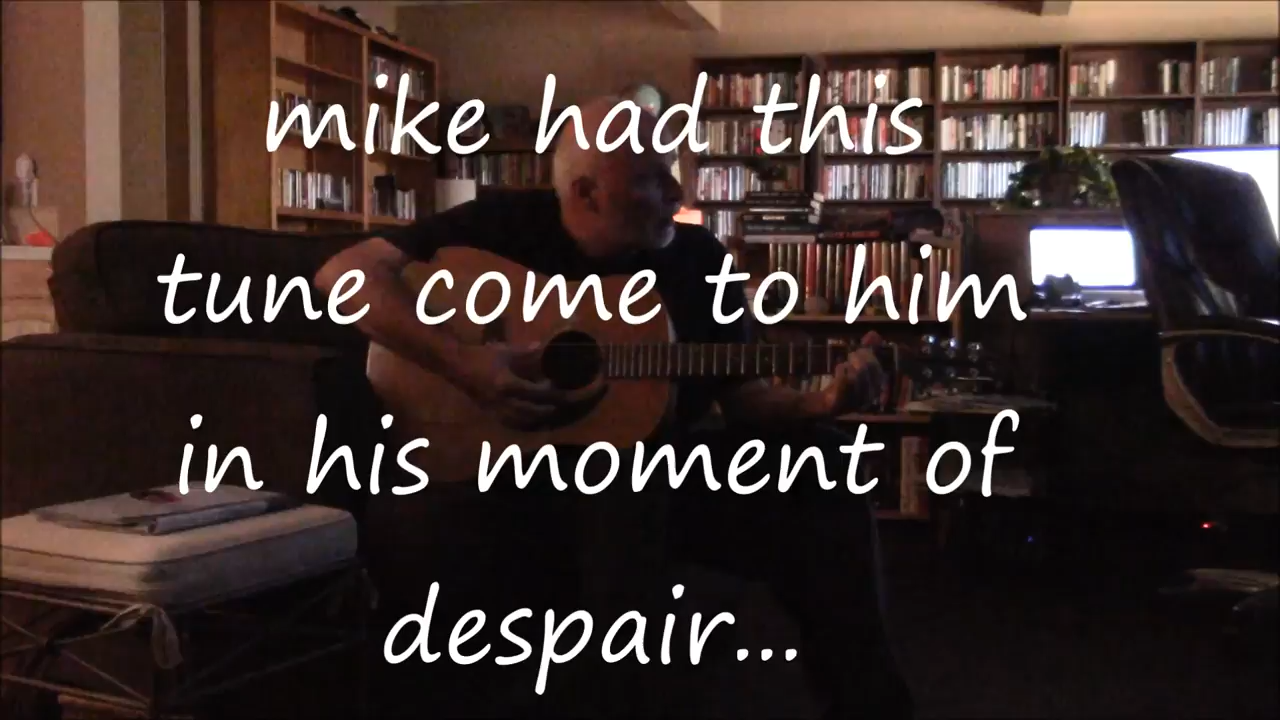 mike had this
tune come to him
in his moment of
despair...